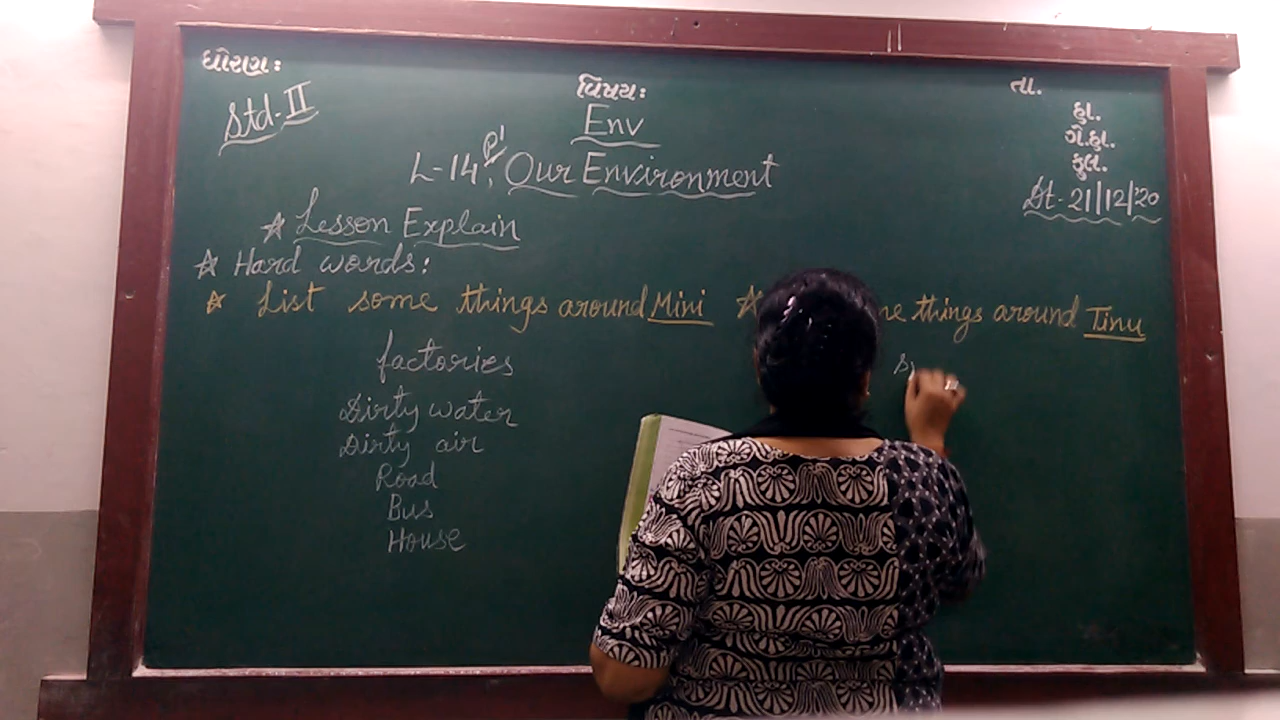 ધોરણ:
Std-II
વિષય:
Env
તા.
હા.
ગે.હા.
કુલ.
Dt-21/12/'20
L-14, P1 Our Environment
☆ Lesson Explain
☆ Hard words:
☆ List some things around Mini
☆ things around Tinu
factories
Dirty water
Dirty air
Road
Bus
House